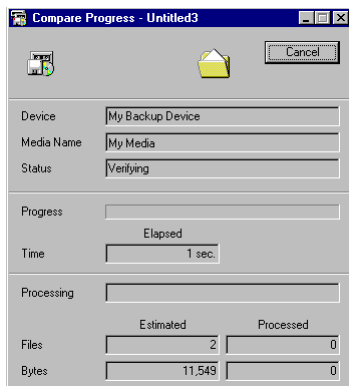 Compare Progress - Untitled3
Cancel
Device My Backup Device
Media Name My Media
Status Verifying
Progress
Elapsed
Time 1 sec.
Processing
Estimated Processed
Files 2 0
Bytes 11,549 0